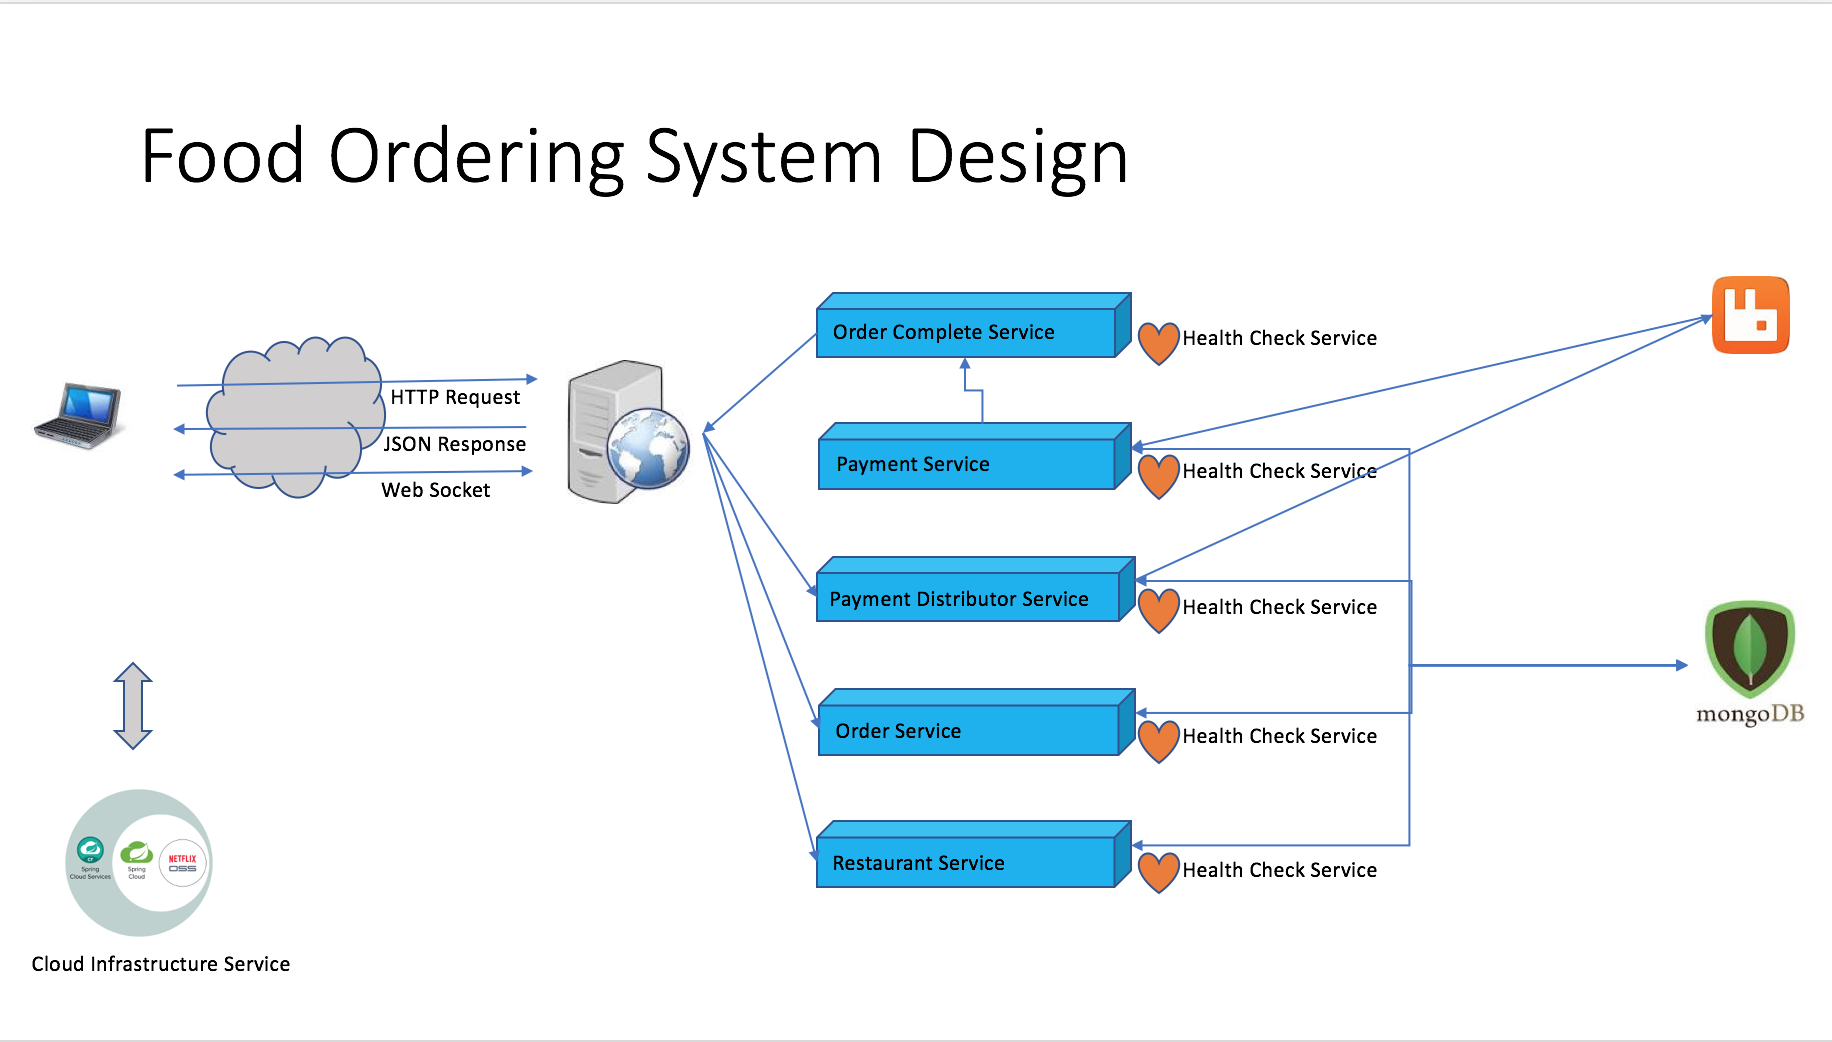 Food Ordering System Design
HTTP Request
JSON Response
Web Socket
Order Complete Service
Health Check Service
Payment Service
Health Check Service
Payment Distributor Service
Health Check Service
Order Service
Health Check Service
Restaurant Service
Health Check Service
mongoDB
CF
Spring
Cloud Services
Spring
Cloud
NETFLIX
OSS
Cloud Infrastructure Service